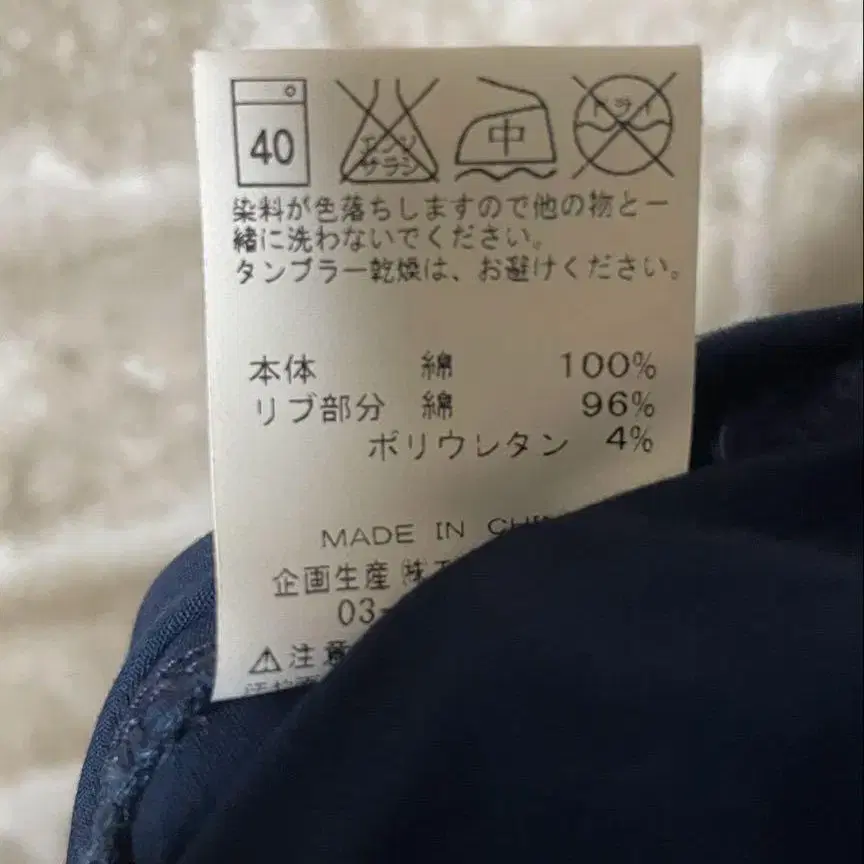 40
エンソ
サラシ
中
ドライ
染料が色落ちしますので他の物と一
緒に洗わないでください。
タンブラー乾燥は、お避けください。
本体 綿 100%
リブ部分 綿 96%
ポリウレタン 4%
MADE IN
企画生産 ㈱
03-
⚠注意